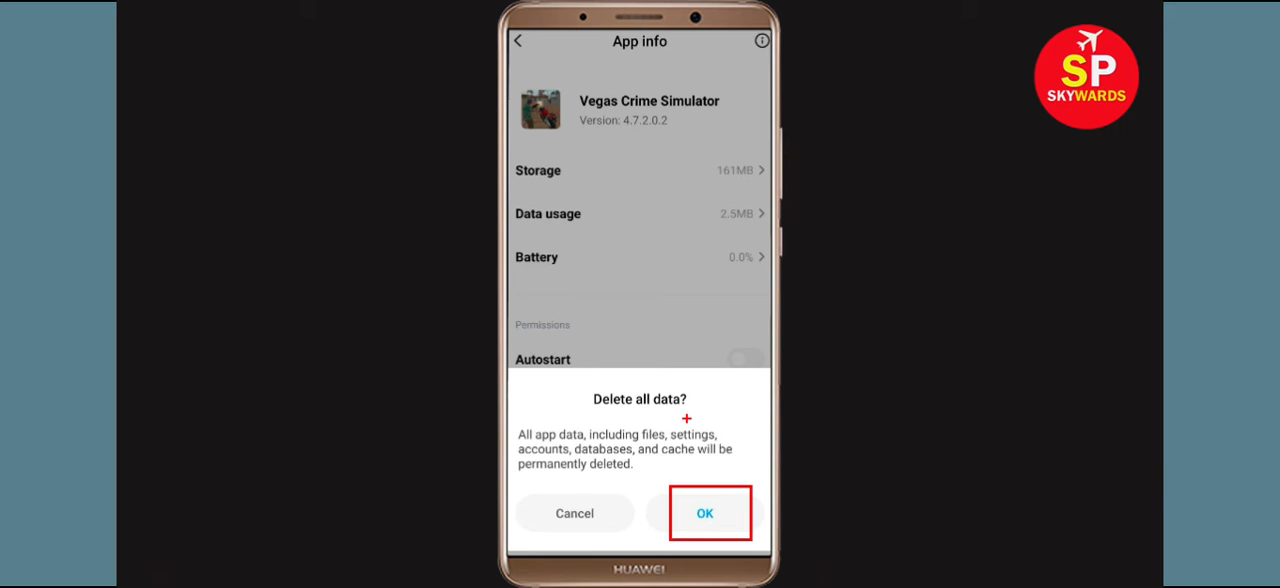 App info
Vegas Crime Simulator
Version: 4.7.2.0.2
Storage 161MB
Data usage 2.5MB
Battery 0.0%
Permissions
Autostart
Delete all data?
All app data, including files, settings,
accounts, databases, and cache will be
permanently deleted.
Cancel OK
HUAWEI
SP
SKYWARDS